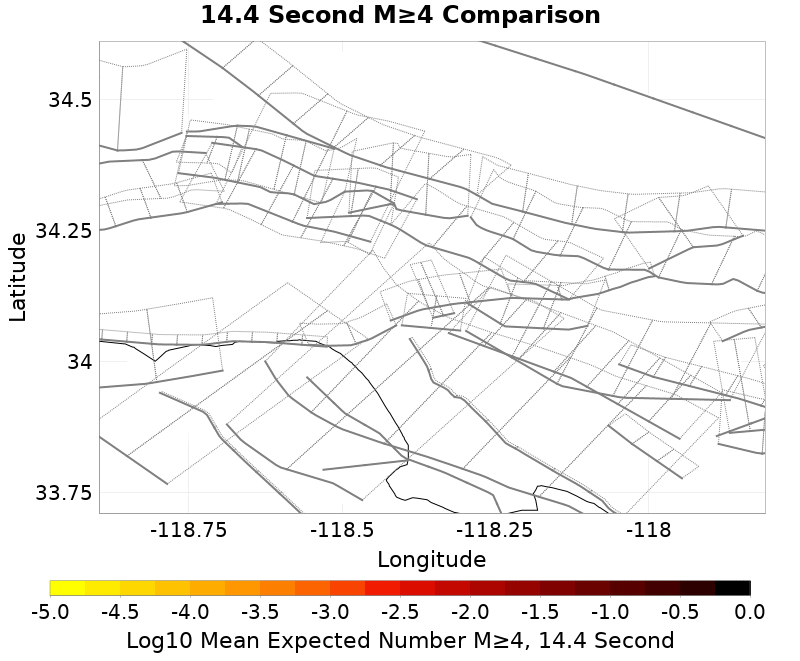 14.4 Second M≥4 Comparison
34.5
34.25
34
33.75
Latitude
-118.75 -118.5 -118.25 -118
Longitude
-5.0 -4.5 -4.0 -3.5 -3.0 -2.5 -2.0 -1.5 -1.0 -0.5 0.0
Log10 Mean Expected Number M≥4, 14.4 Second